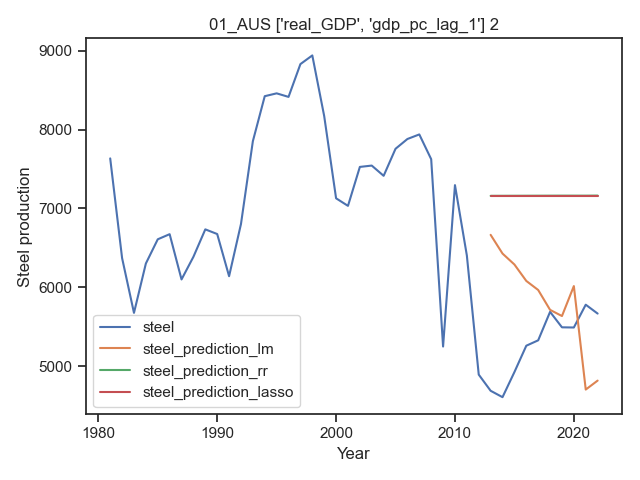 01_AUS ['real_GDP', 'gdp_pc_lag_1'] 2
9000
8000
7000
6000
5000
Steel production
steel
steel_prediction_lm
steel_prediction_rr
steel_prediction_lasso
1980
1990
2000
2010
2020
Year